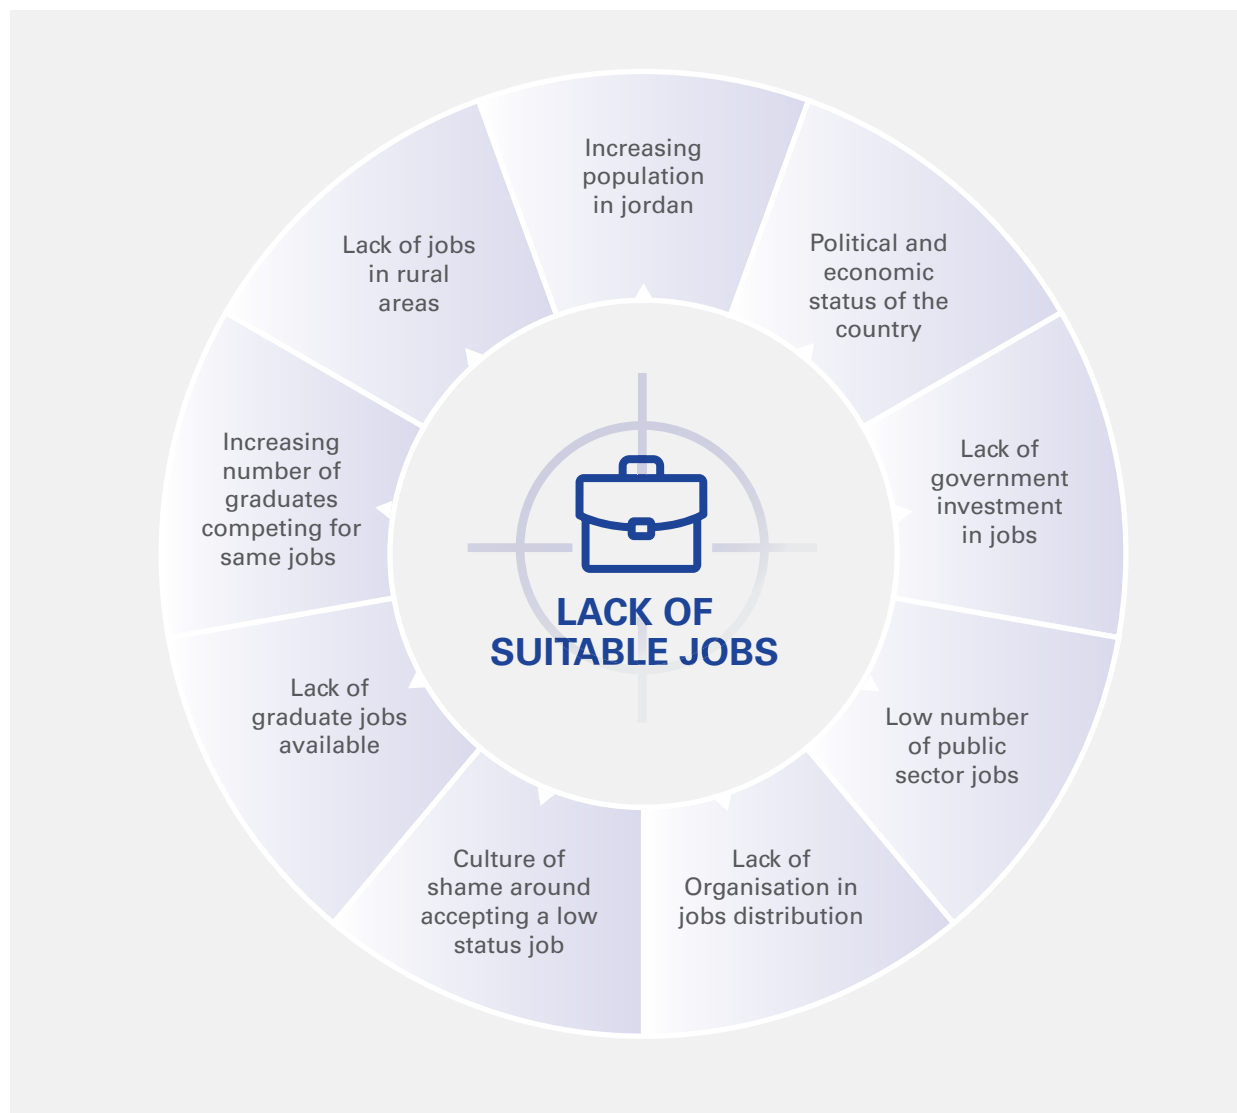 Increasing
population
in jordan
Political and
economic
status of the
country
Lack of
government
investment
in jobs
Low number
of public
sector jobs
Lack of
Organisation in
jobs distribution
Culture of
shame around
accepting a low
status job
Lack of
graduate jobs
available
Increasing
number of
graduates
competing for
same jobs
Lack of jobs
in rural
areas
LACK OF
SUITABLE JOBS